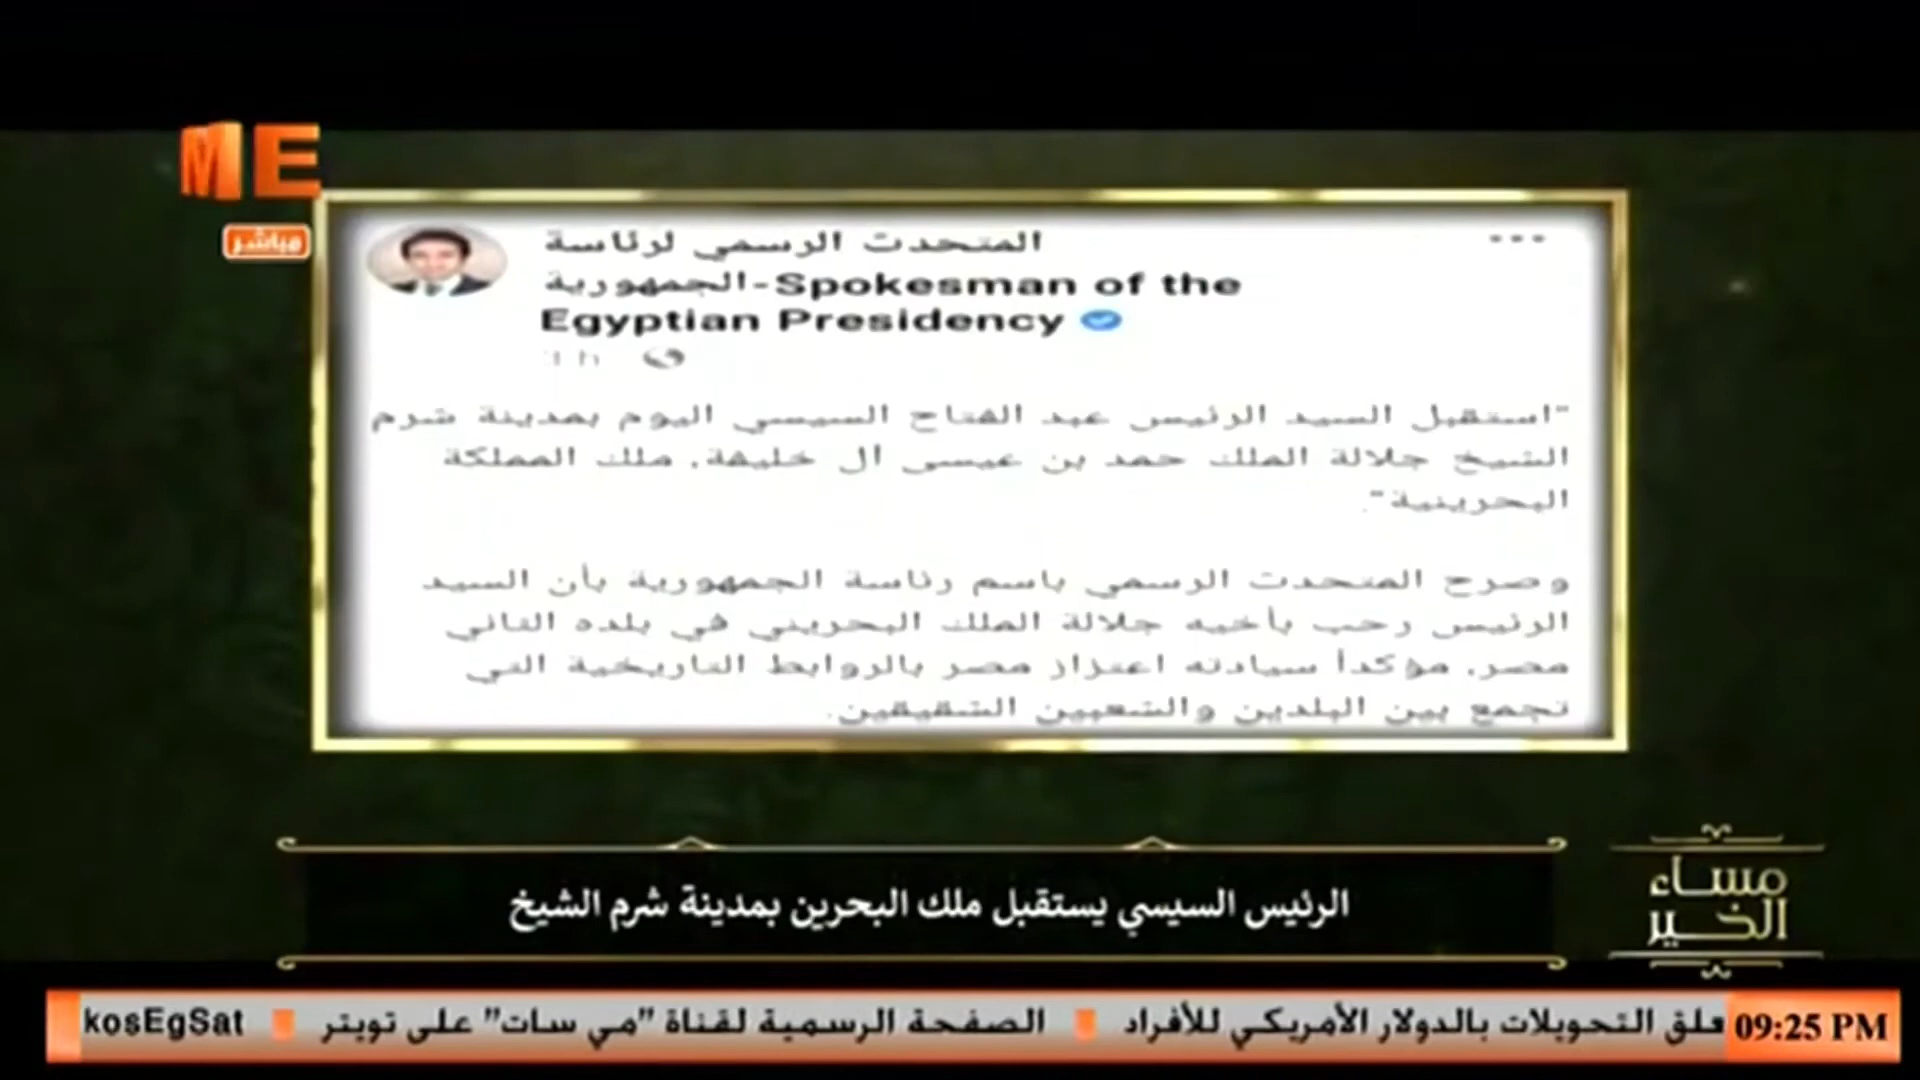 ME
مباشر
المتحدث الرسمي لرئاسة
الجمهورية-Spokesman of the
Egyptian Presidency
"استقبل السيد الرئيس عبد الفتاح السيسي اليوم بمدينة شرم
الشيخ جلالة الملك حمد بن عيسى آل خليفة، ملك المملكة
البحرينية".
وصرح المتحدث الرسمي باسم رئاسة الجمهورية بأن السيد
الرئيس رحب بأخيه جلالة الملك البحريني في بلده الثاني
مصر، مؤكداً سيادته اعتزاز مصر بالروابط التاريخية التي
تجمع بين البلدين والشعبين الشقيقين.
الرئيس السيسي يستقبل ملك البحرين بمدينة شرم الشيخ
مساء
الخير
التحويلات بالدولار الأمريكي للأفراد الصفحة الرسمية لقناة "مي سات" على تويتر kosEgSat
09:25 PM